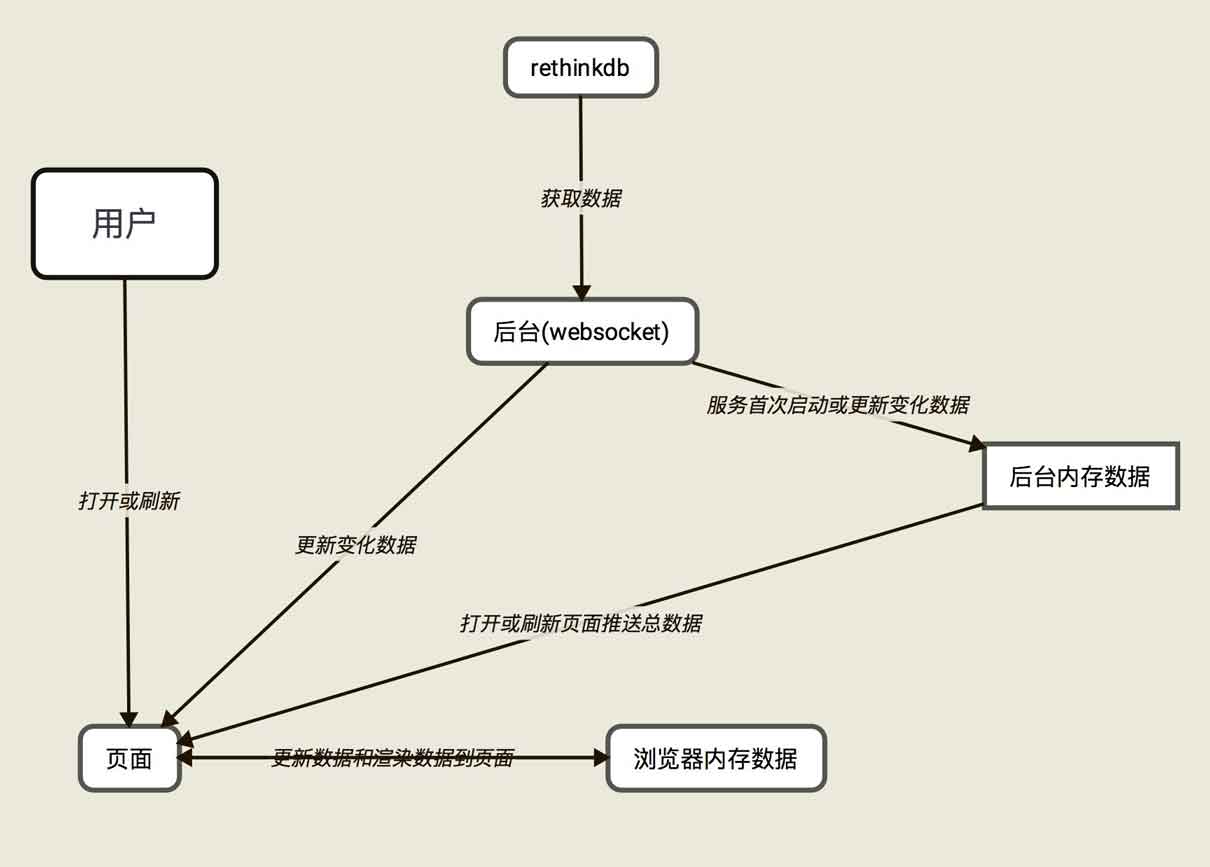 rethinkdb
获取数据
用户
后台(websocket)
服务首次启动或更新变化数据
后台内存数据
打开或刷新
更新变化数据
打开或刷新页面推送总数据
页面
更新数据和渲染数据到页面
浏览器内存数据